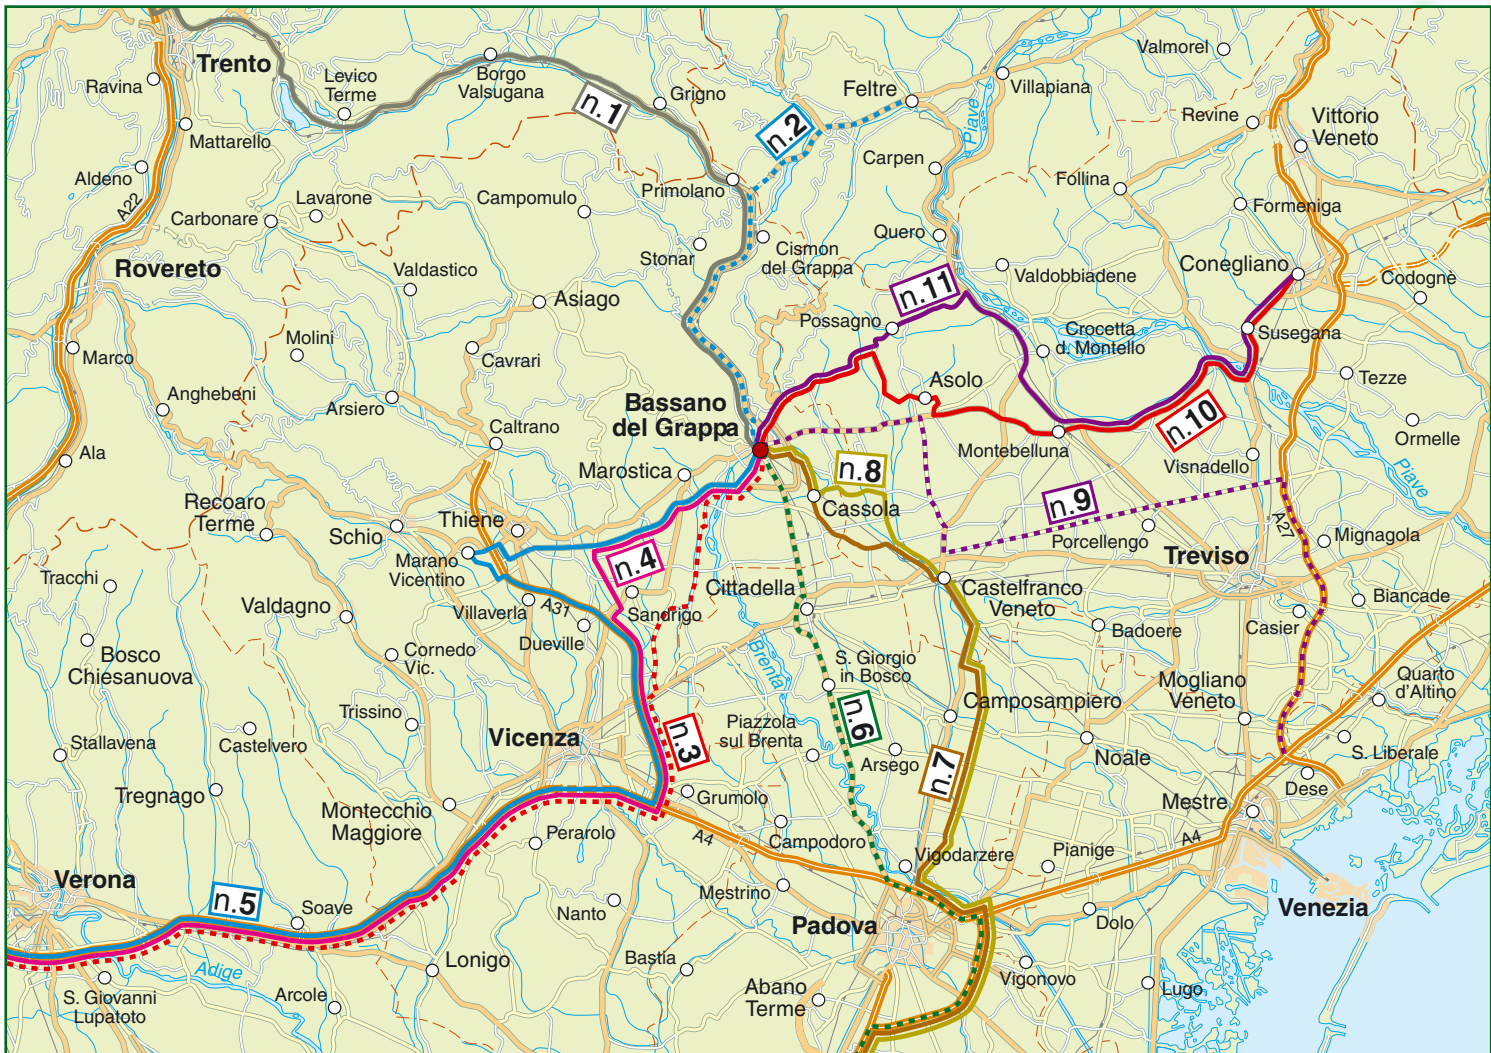 Trento
Ravina
Mattarello
Aldeno
A22
Levico
Terme
Borgo
Valsugana
n.1
Grigno
n.2
Feltre
Piave
Villapiana
Valmorel
Revine
Vittorio
Veneto
Carpen
Follina
Formeniga
Primolano
Campomulo
Lavarone
Carbonare
Rovereto
Valdastico
Stonar
Cismon
del Grappa
Quero
Valdobbiadene
Conegliano
Codognè
n.11
Asiago
Possagno
Crocetta
d. Montello
Susegana
Molini
Marco
Cavrari
Anghebeni
Arsiero
Asolo
Tezze
Bassano
del Grappa
n.10
Ormelle
Caltrano
Ala
Montebelluna
Visnadello
Marostica
n.8
Piave
Recoaro
Terme
Schio
Thiene
Cassola
n.9
Porcellengo
A27
Mignagola
Marano
Vicentino
n.4
Treviso
Tracchi
Valdagno
Villaverla
A31
Sandrigo
Cittadella
Castelfranco
Veneto
Biancade
Casier
Badoere
Dueville
Bosco
Chiesanuova
Cornedo
Vic.
Brenta
S. Giorgio
in Bosco
Mogliano
Veneto
Quarto
d'Altino
Trissino
Camposampiero
n.6
Castelvero
Stallavena
Vicenza
n.3
Piazzola
sul Brenta
Arsego
n.7
Noale
S. Liberale
Dese
Tregnago
Montecchio
Maggiore
Grumolo
Mestre
Perarolo
A4
Campodoro
Vigodarzere
Pianige
A4
Verona
n.5
Soave
Nanto
Mestrino
Padova
Dolo
Venezia
Adige
Lonigo
Bastia
Abano
Terme
Vigonovo
Lugo
S. Giovanni
Lupatoto
Arcole